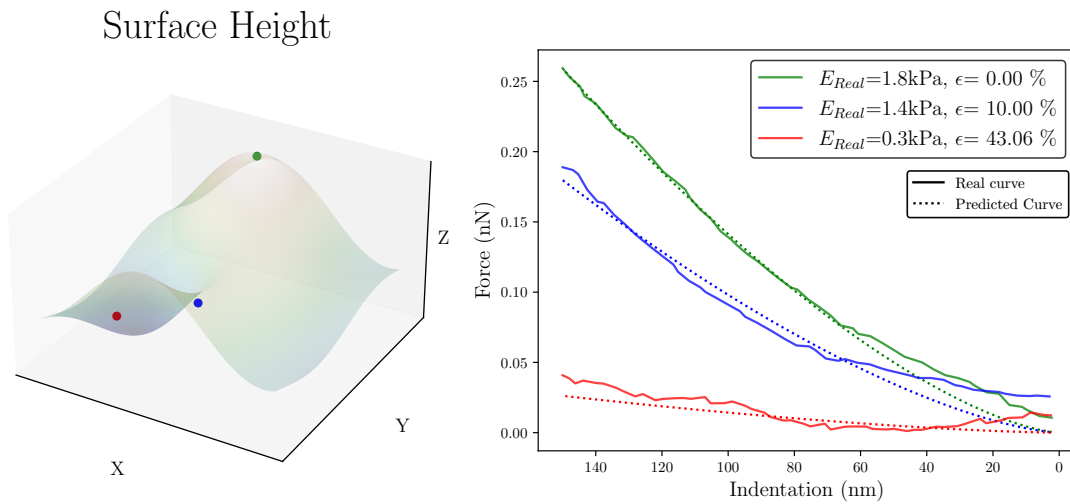 Surface Height
Z
Y
X
E_Real=1.8kPa, ϵ= 0.00 %
E_Real=1.4kPa, ϵ= 10.00 %
E_Real=0.3kPa, ϵ= 43.06 %
Real curve
Predicted Curve
Force (nN)
0.25
0.20
0.15
0.10
0.05
0.00
140 120 100 80 60 40 20 0
Indentation (nm)